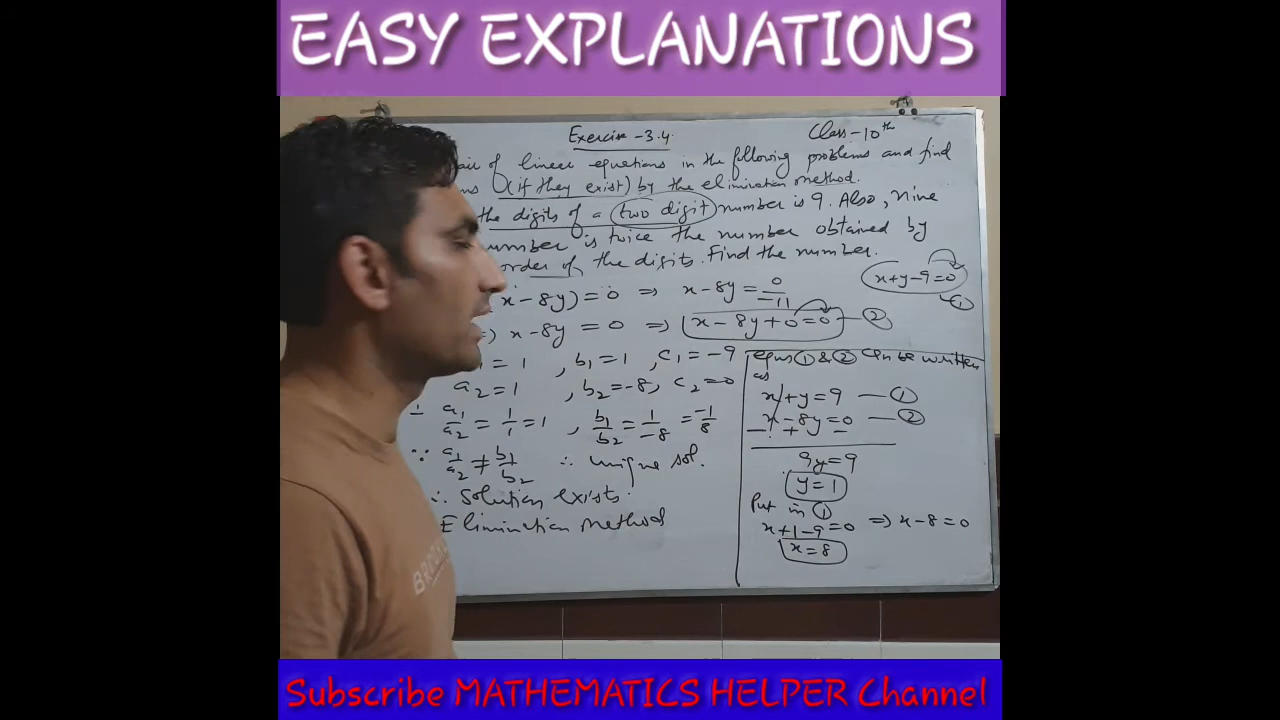 EASY EXPLANATIONS
Exercise - 3.4. Class - 10th
air of linear equations in the following problems and find
ns (if they exist) by the elimination method.
the digits of a two digit number is 9. Also, nine
umber is twice the number obtained by
order of the digits. Find the number.
x+y-9=0
①
x-8y)=0 ⇒ x-8y = 0/-11
⇒ x-8y = 0 ⇒ x-8y+0=0 — ②
1 = 1 , b₁=1 , c₁ = -9
a₂ = 1 , b₂ = -8, c₂ = 0
∴ a₁/a₂ = 1/1 = 1 , b₁/b₂ = 1/-8 = -1/8
∵ a₁/a₂ ≠ b₁/b₂ ∴ unique sol.
∴ Solution exists.
Elimination method
eqns ① & ② can be written
as
x+y=9 — ①
x-8y=0 — ②
- + -
9y=9
y=1
Put in ①
x+1-9=0 ⇒ x-8=0
x=8
BRO
Subscribe MATHEMATICS HELPER Channel